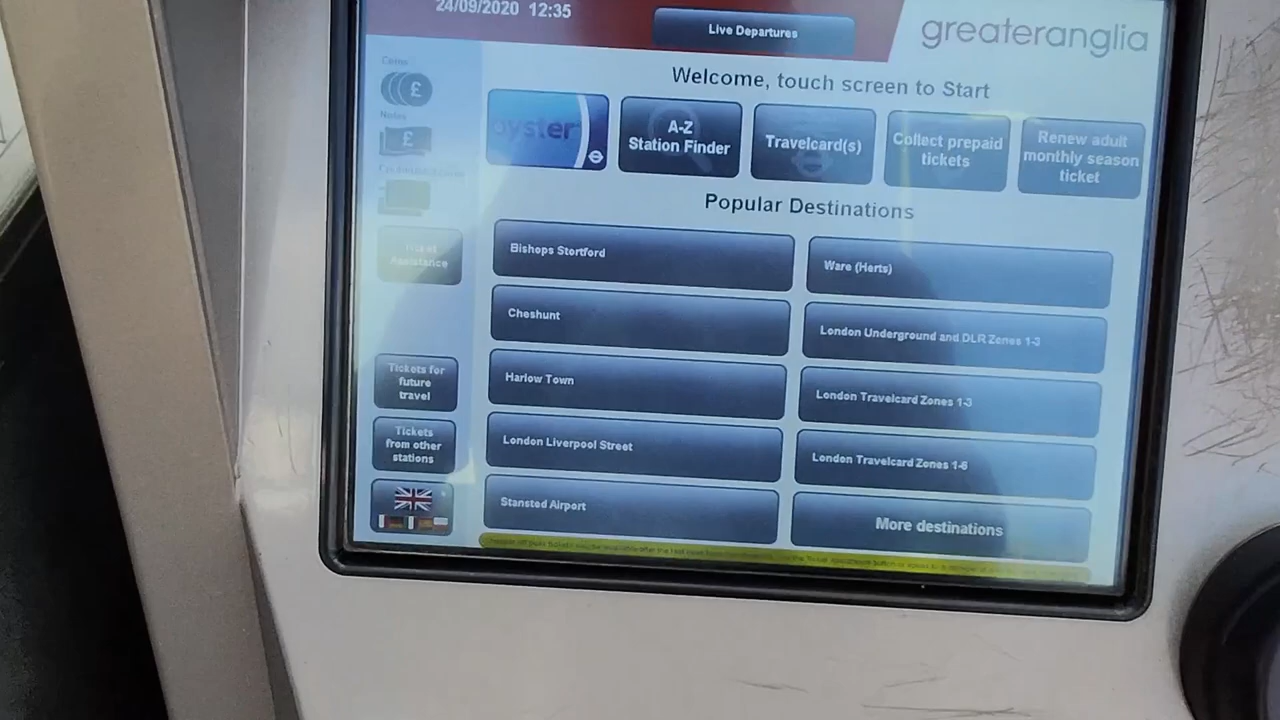 24/09/2020 12:35
Live Departures
greateranglia
Welcome, touch screen to Start
Coins
Notes
oyster
A-Z
Station Finder
Travelcard(s)
Collect prepaid
tickets
Renew adult
monthly season
ticket
Popular Destinations
Ticket
Assistance
Bishops Stortford
Ware (Herts)
Cheshunt
London Underground and DLR Zones 1-3
Harlow Town
London Travelcard Zones 1-3
London Liverpool Street
London Travelcard Zones 1-6
Stansted Airport
More destinations
Tickets for
future
travel
Tickets
from other
stations